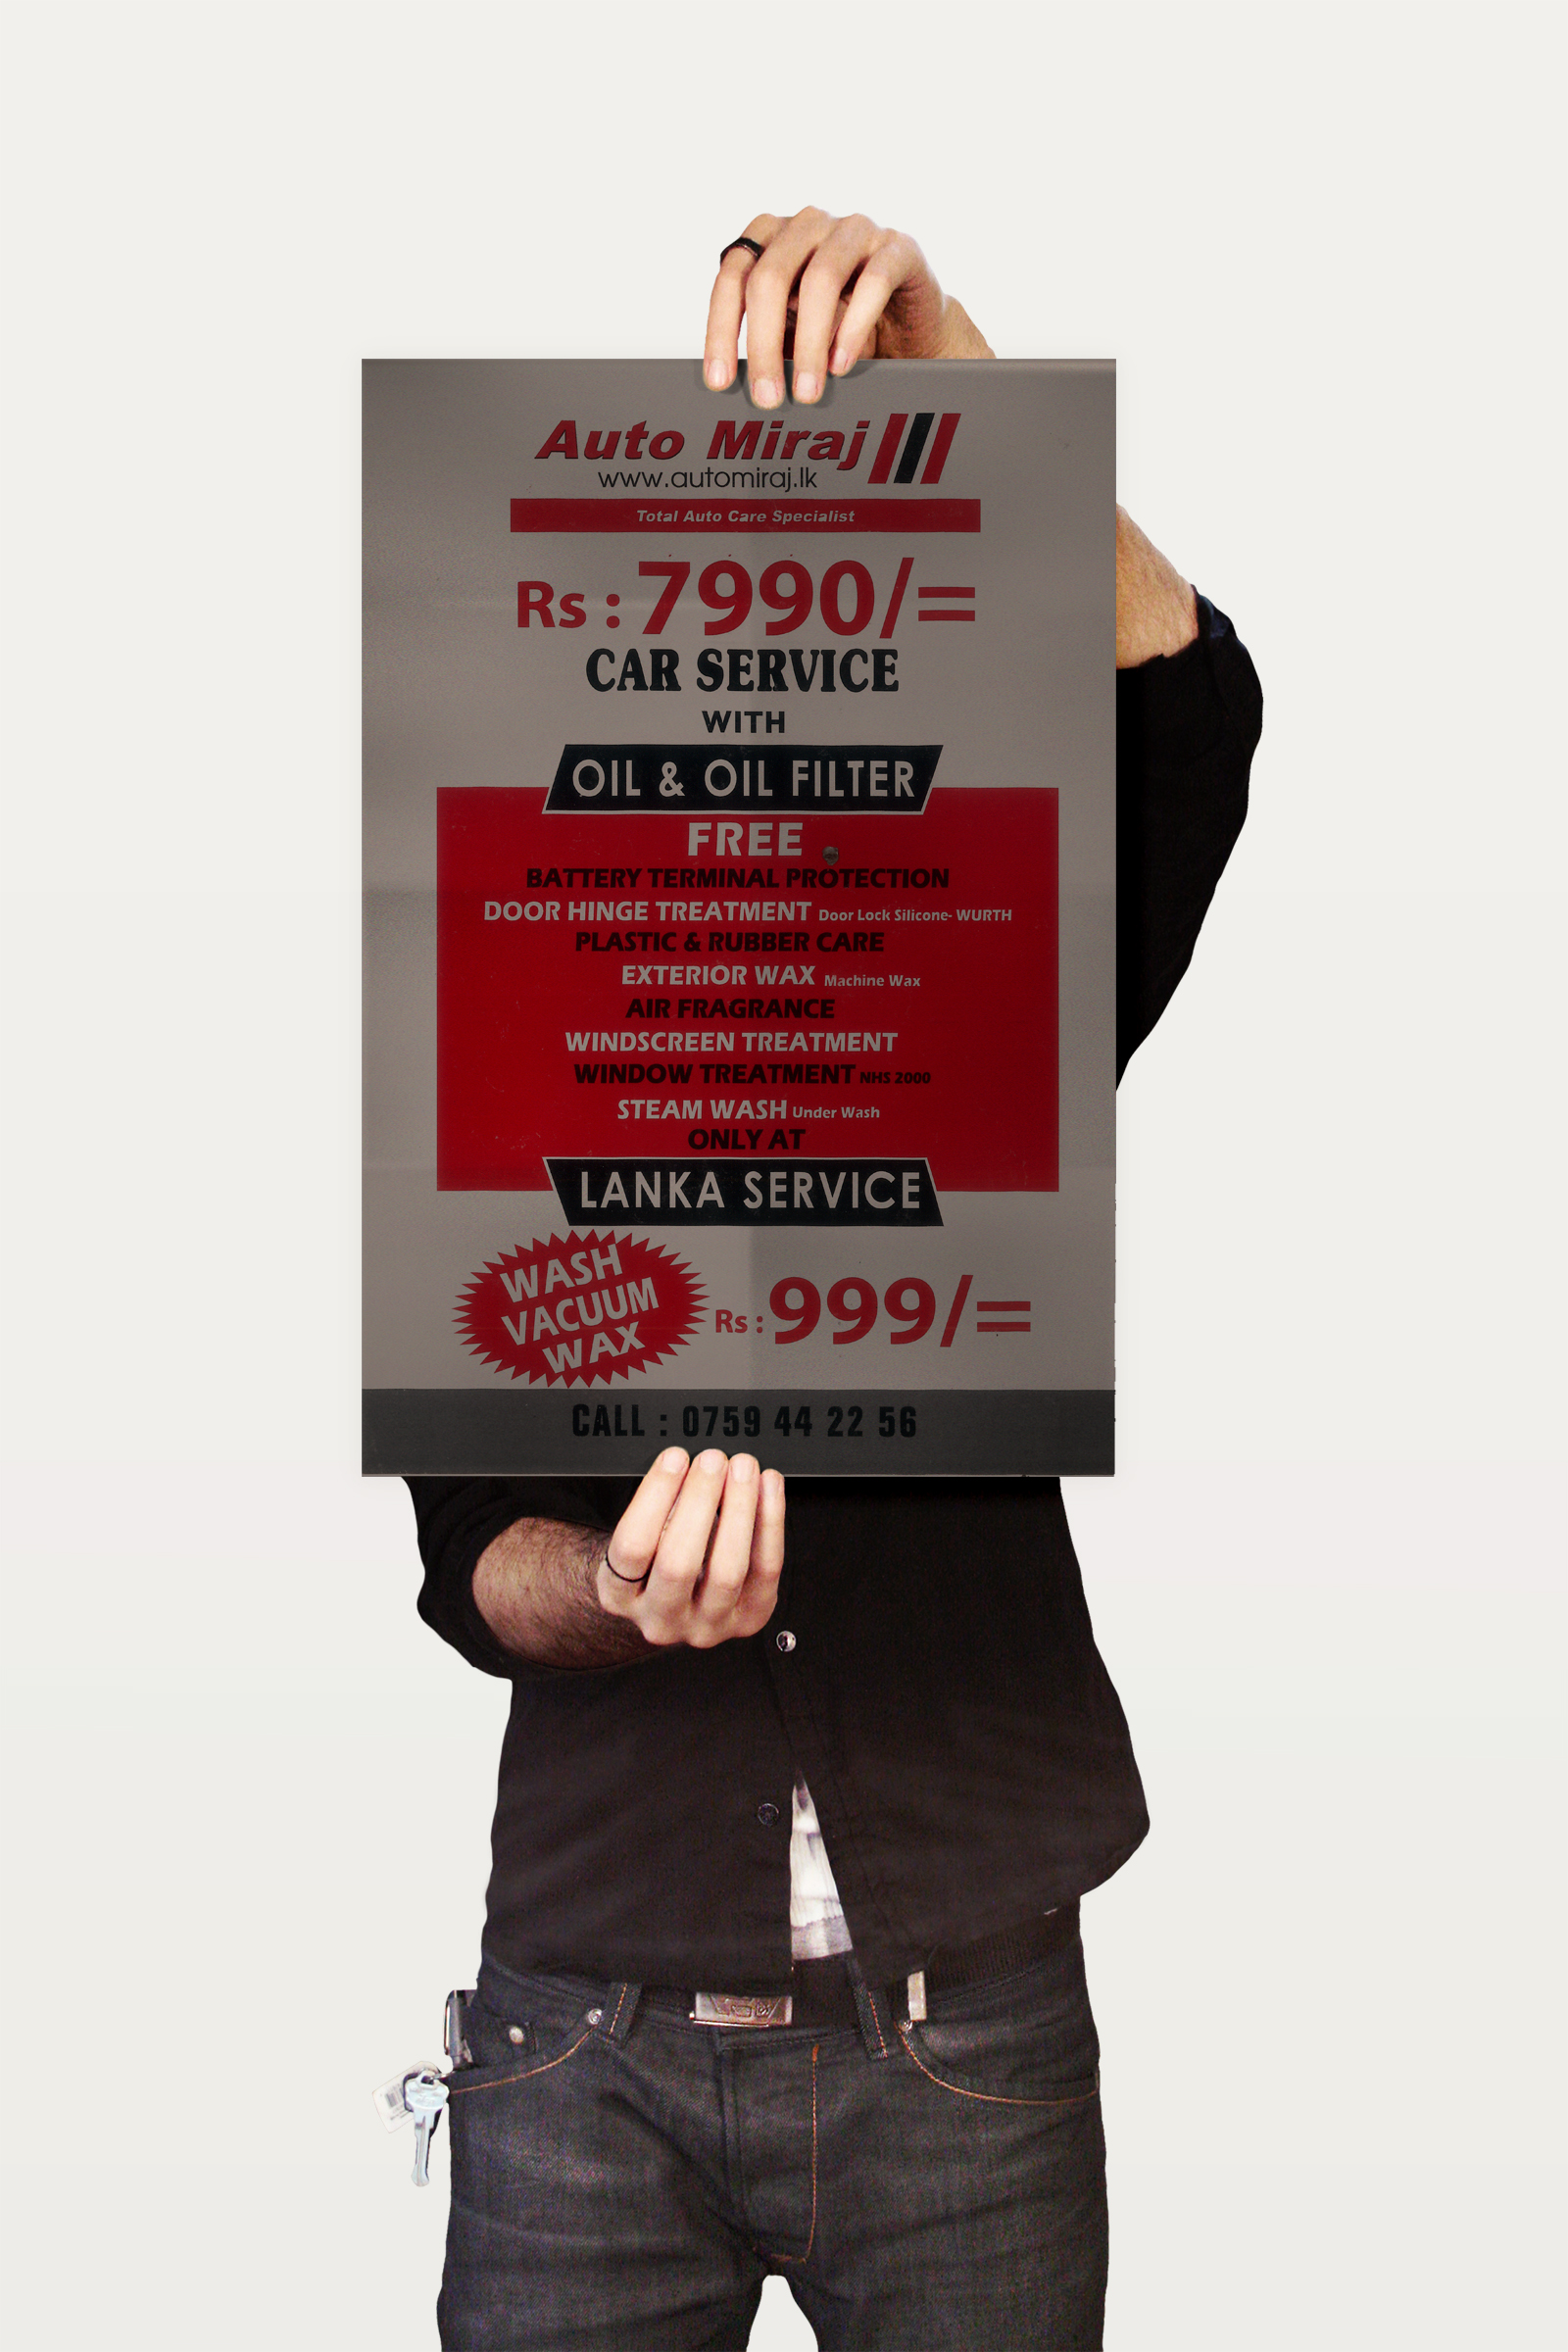 Auto Miraj
www.automiraj.lk
Total Auto Care Specialist
Rs : 7990/=
CAR SERVICE
WITH
OIL & OIL FILTER
FREE
BATTERY TERMINAL PROTECTION
DOOR HINGE TREATMENT Door Lock Silicone- WURTH
PLASTIC & RUBBER CARE
EXTERIOR WAX Machine Wax
AIR FRAGRANCE
WINDSCREEN TREATMENT
WINDOW TREATMENT NHS 2000
STEAM WASH Under Wash
ONLY AT
LANKA SERVICE
WASH
VACUUM
WAX
Rs : 999/=
CALL : 0759 44 22 56